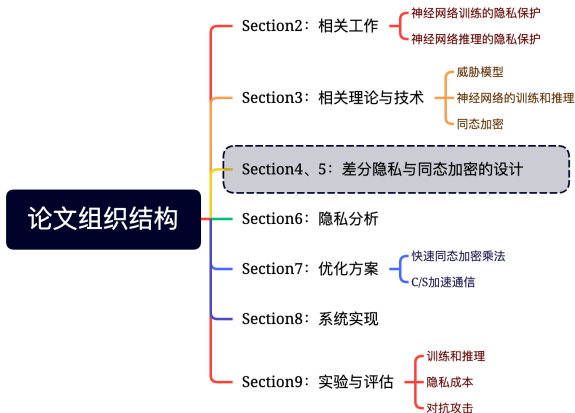 论文组织结构
Section2：相关工作
神经网络训练的隐私保护
神经网络推理的隐私保护
Section3：相关理论与技术
威胁模型
神经网络的训练和推理
同态加密
Section4、5：差分隐私与同态加密的设计
Section6：隐私分析
Section7：优化方案
快速同态加密乘法
C/S加速通信
Section8：系统实现
Section9：实验与评估
训练和推理
隐私成本
对抗攻击